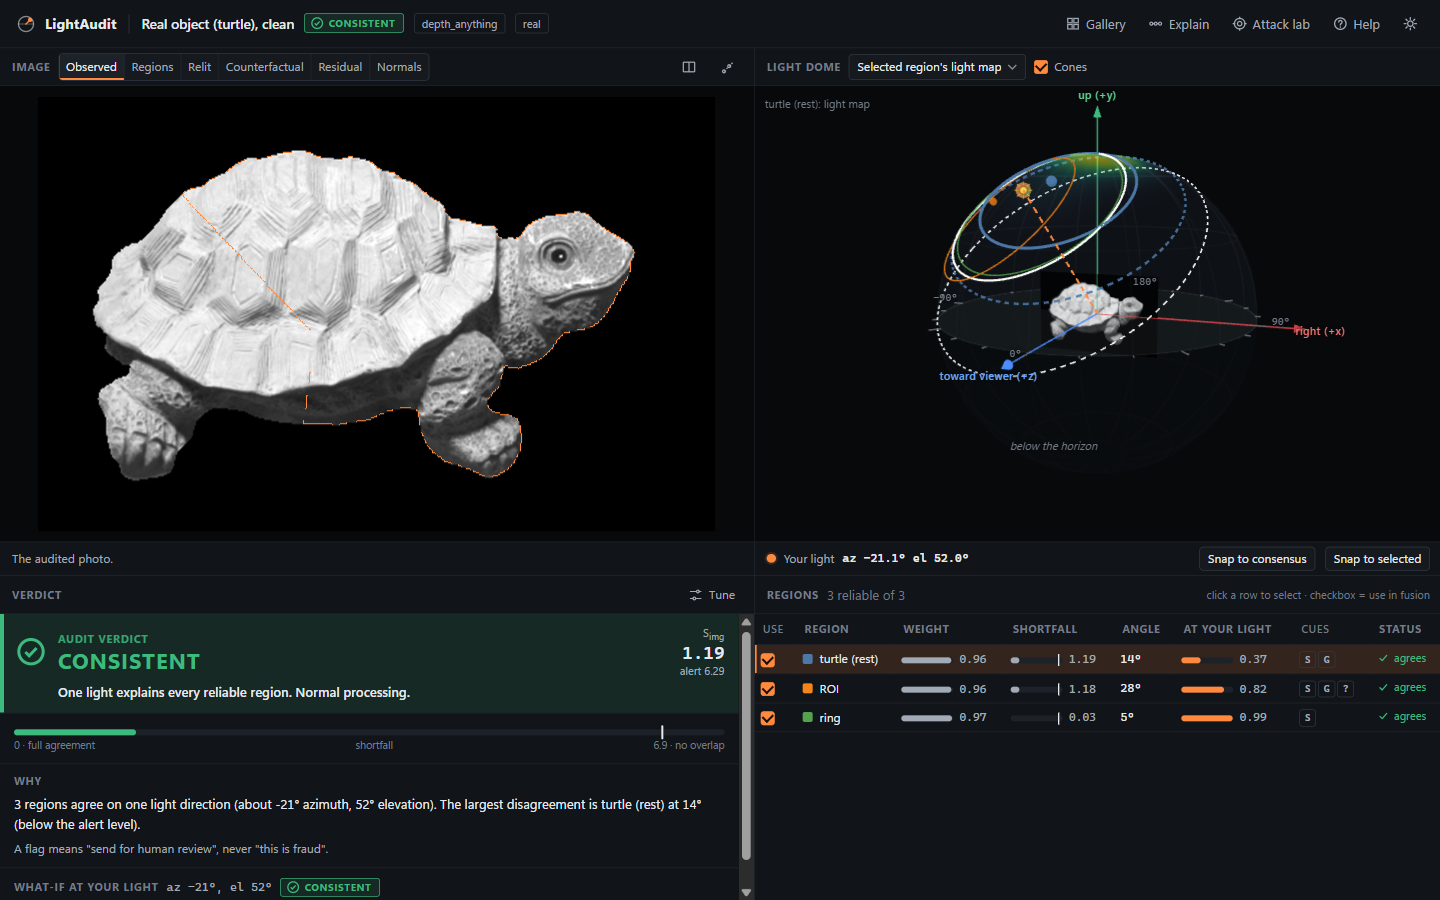 LightAudit
Real object (turtle), clean
CONSISTENT
depth_anything
real
Gallery
Explain
Attack lab
Help
IMAGE
Observed
Regions
Relit
Counterfactual
Residual
Normals
LIGHT DOME
Selected region's light map
Cones
turtle (rest): light map
up (+y)
-90°
180°
90°
right (+x)
0°
toward viewer (+z)
below the horizon
The audited photo.
Your light az −21.1° el 52.0°
Snap to consensus
Snap to selected
VERDICT
Tune
AUDIT VERDICT
CONSISTENT
One light explains every reliable region. Normal processing.
Simg
1.19
alert 6.29
0 · full agreement
shortfall
6.9 · no overlap
WHY
3 regions agree on one light direction (about -21° azimuth, 52° elevation). The largest disagreement is turtle (rest) at 14°
(below the alert level).
A flag means "send for human review", never "this is fraud".
WHAT-IF AT YOUR LIGHT az −21°, el 52° CONSISTENT
REGIONS 3 reliable of 3
click a row to select · checkbox = use in fusion
USE REGION WEIGHT SHORTFALL ANGLE AT YOUR LIGHT CUES STATUS
turtle (rest) 0.96 1.19 14° 0.37 S G agrees
ROI 0.96 1.18 28° 0.82 S G ? agrees
ring 0.97 0.03 5° 0.99 S agrees